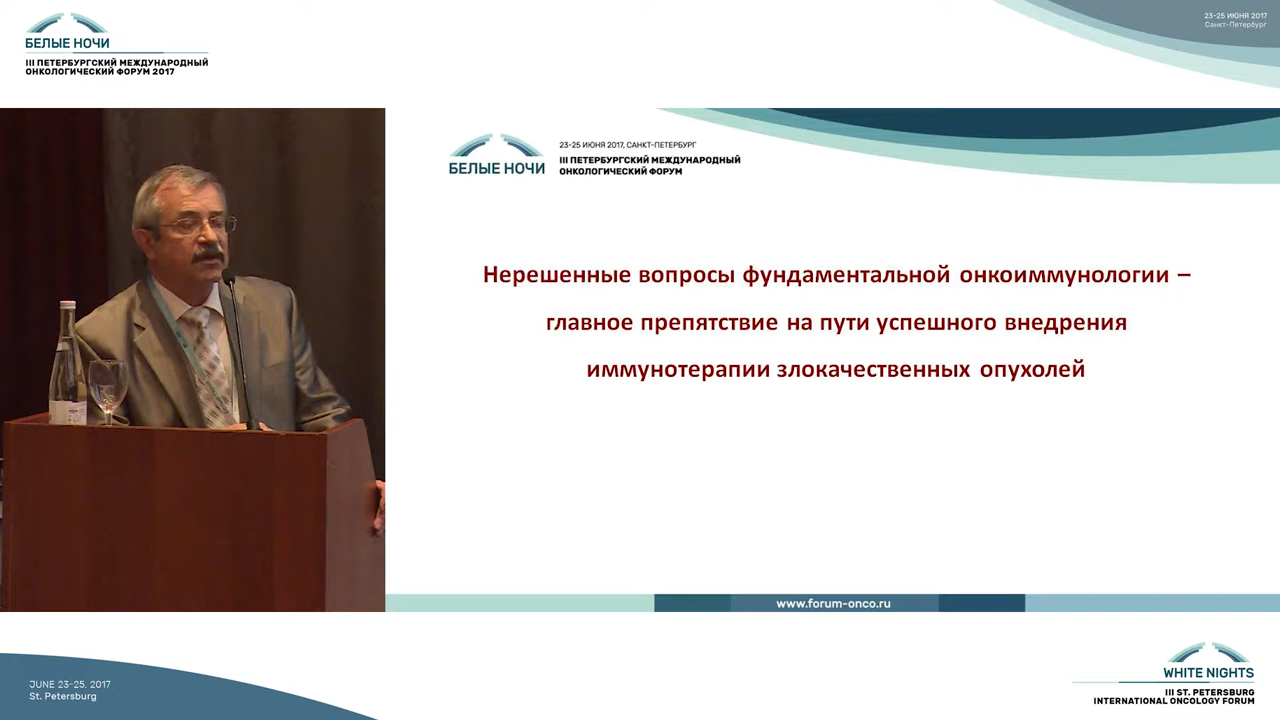 БЕЛЫЕ НОЧИ
III ПЕТЕРБУРГСКИЙ МЕЖДУНАРОДНЫЙ
ОНКОЛОГИЧЕСКИЙ ФОРУМ 2017
23-25 ИЮНЯ 2017
Санкт-Петербург
БЕЛЫЕ НОЧИ
23-25 ИЮНЯ 2017, САНКТ-ПЕТЕРБУРГ
III ПЕТЕРБУРГСКИЙ МЕЖДУНАРОДНЫЙ
ОНКОЛОГИЧЕСКИЙ ФОРУМ
Нерешенные вопросы фундаментальной онкоиммунологии –
главное препятствие на пути успешного внедрения
иммунотерапии злокачественных опухолей
www.forum-onco.ru
JUNE 23-25, 2017
St. Petersburg
WHITE NIGHTS
III ST. PETERSBURG
INTERNATIONAL ONCOLOGY FORUM